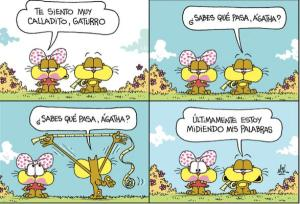 TE SIENTO MUY
CALLADITO, GATURRO
¿SABES QUÉ PASA, ÁGATHA?
¿SABES QUÉ PASA, ÁGATHA?
ÚLTIMAMENTE ESTOY
MIDIENDO MIS PALABRAS